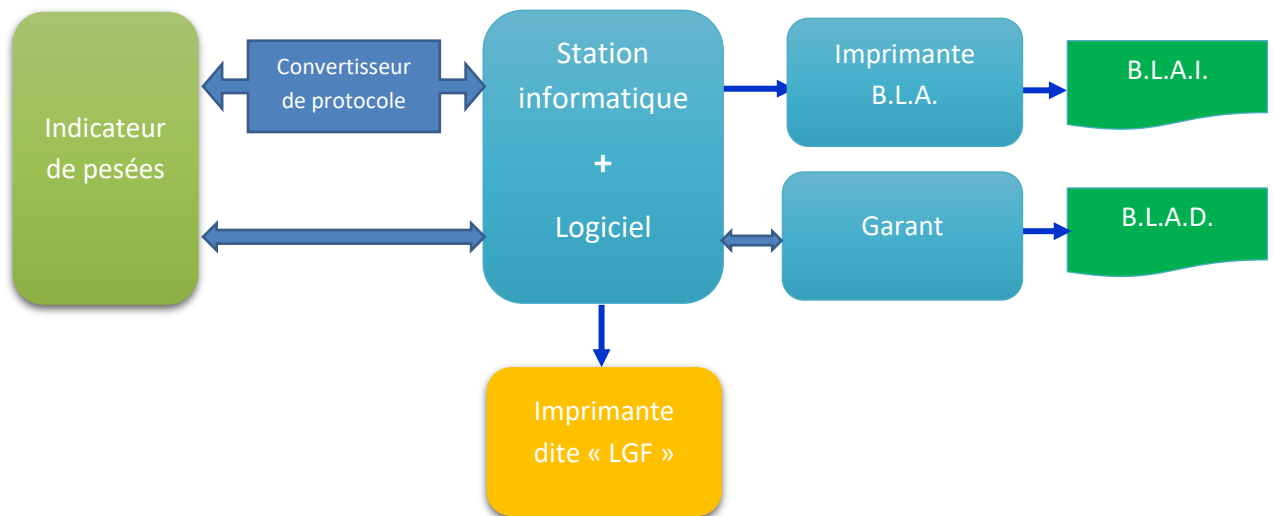 Indicateur
de pesées
Convertisseur
de protocole
Station
informatique
+
Logiciel
Imprimante
B.L.A.
B.L.A.I.
Garant
B.L.A.D.
Imprimante
dite « LGF »